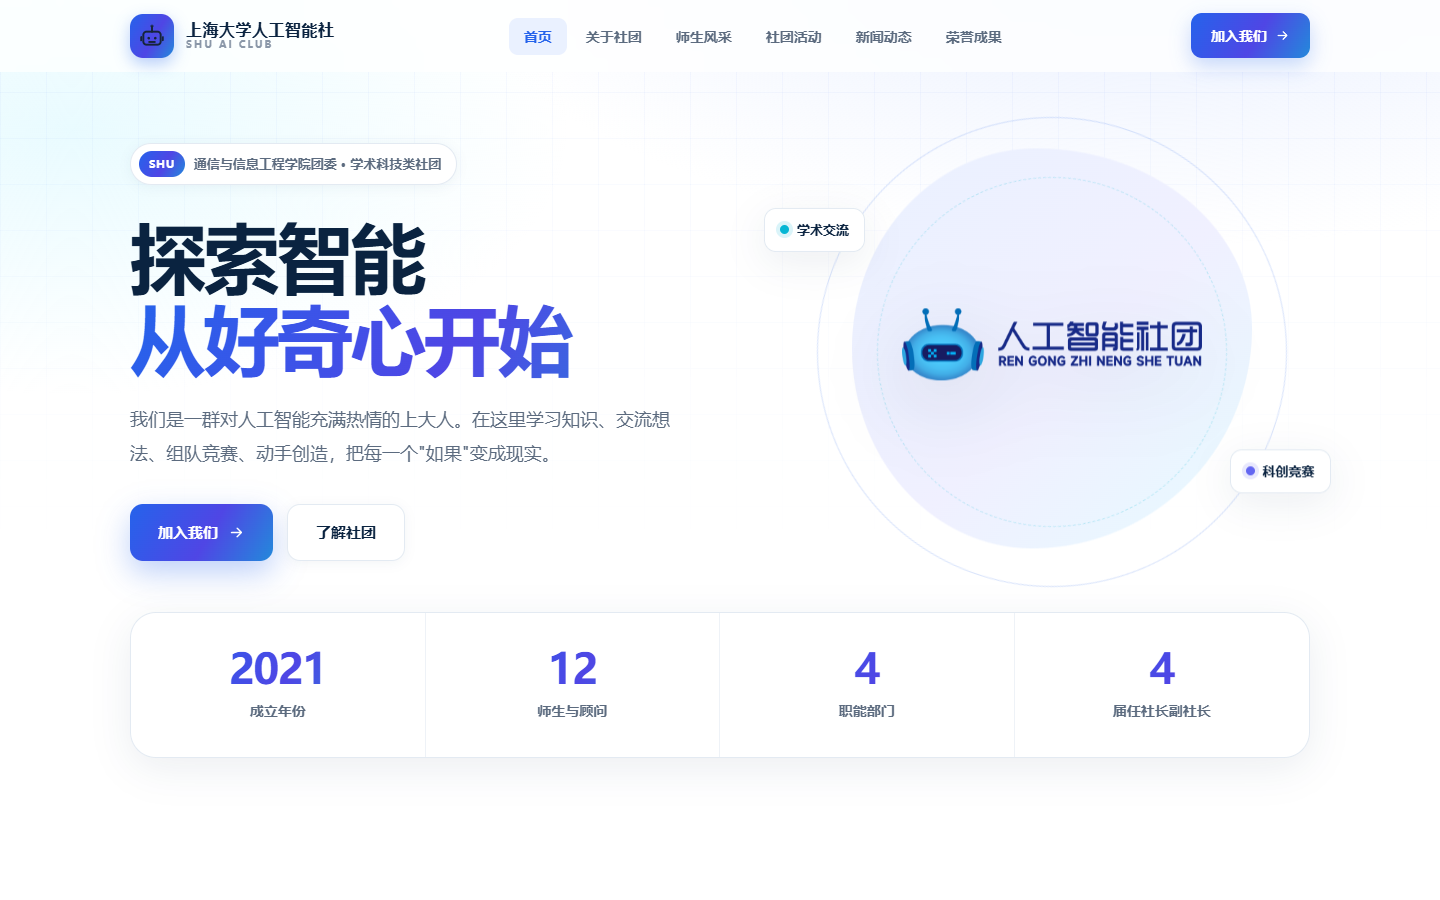 上海大学人工智能社
SHU AI CLUB
首页
关于社团
师生风采
社团活动
新闻动态
荣誉成果
加入我们 →
SHU 通信与信息工程学院团委 • 学术科技类社团
探索智能
从好奇心开始
我们是一群对人工智能充满热情的上大人。在这里学习知识、交流想
法、组队竞赛、动手创造，把每一个"如果"变成现实。
加入我们 →
了解社团
学术交流
人工智能社团
REN GONG ZHI NENG SHE TUAN
科创竞赛
2021
成立年份
12
师生与顾问
4
职能部门
4
届任社长副社长